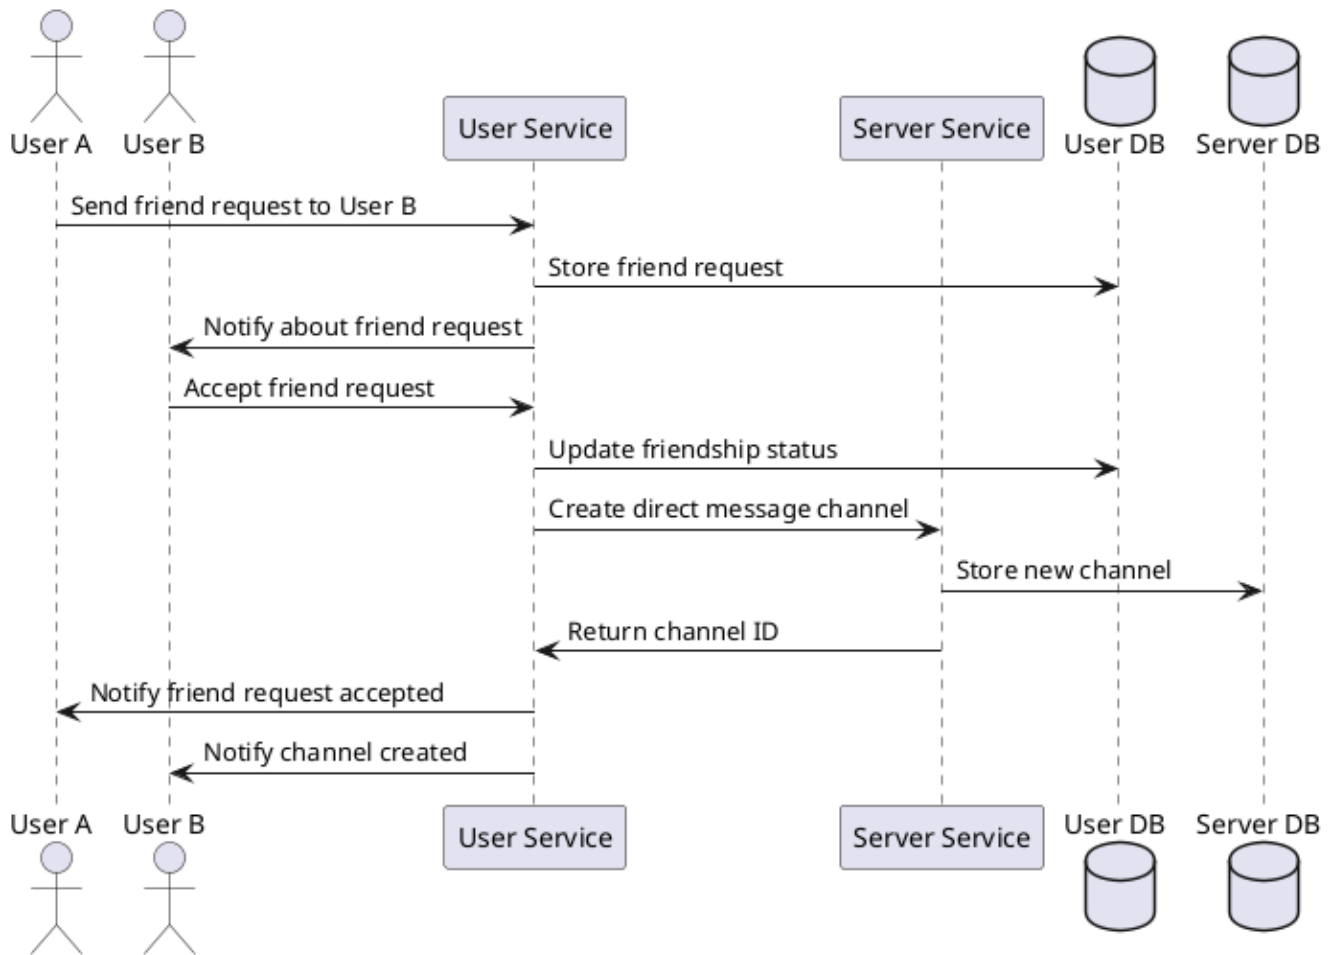 User A
User B
User Service
Server Service
User DB
Server DB
Send friend request to User B
Store friend request
Notify about friend request
Accept friend request
Update friendship status
Create direct message channel
Store new channel
Return channel ID
Notify friend request accepted
Notify channel created
User A
User B
User Service
Server Service
User DB
Server DB